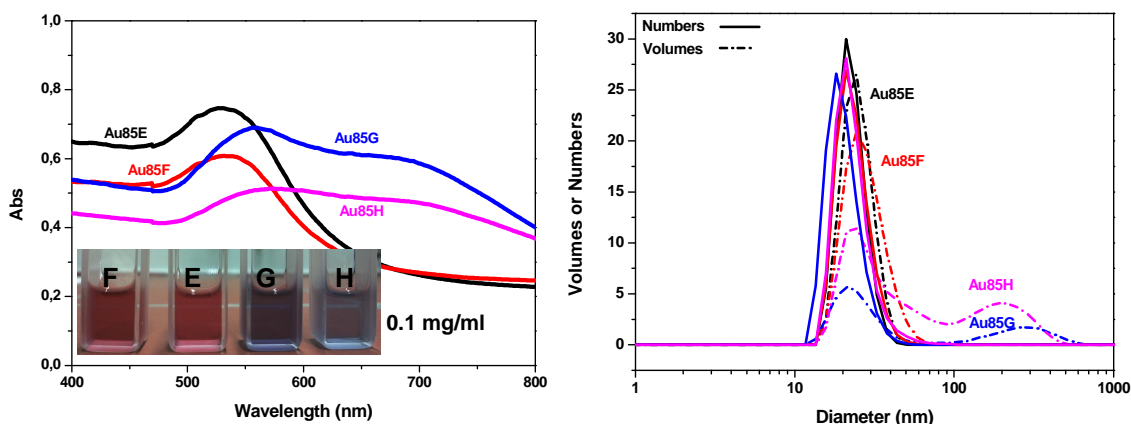 1,0
0,8
0,6
0,4
0,2
0,0
Abs
Au85E
Au85F
Au85G
Au85H
F E G H
0.1 mg/ml
400 500 600 700 800
Wavelength (nm)
30
25
20
15
10
5
0
Volumes or Numbers
Numbers
Volumes
Au85E
Au85F
Au85H
Au85G
1 10 100 1000
Diameter (nm)